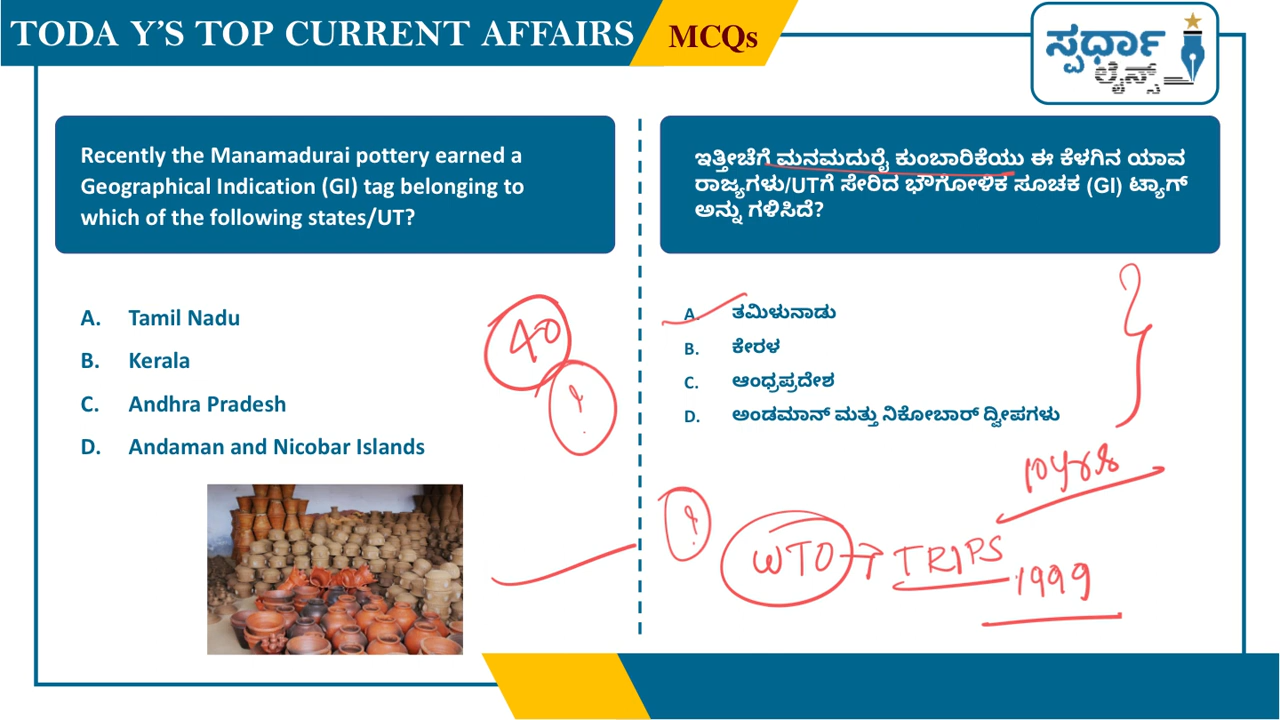 TODA Y'S TOP CURRENT AFFAIRS MCQs
ಸ್ಪರ್ಧಾ
ಲೈನ್ಸ್
Recently the Manamadurai pottery earned a
Geographical Indication (GI) tag belonging to
which of the following states/UT?
A. Tamil Nadu
B. Kerala
C. Andhra Pradesh
D. Andaman and Nicobar Islands
40
?
ಇತ್ತೀಚೆಗೆ ಮನಮದುರೈ ಕುಂಬಾರಿಕೆಯು ಈ ಕೆಳಗಿನ ಯಾವ
ರಾಜ್ಯಗಳು/UTಗೆ ಸೇರಿದ ಭೌಗೋಳಿಕ ಸೂಚಕ (GI) ಟ್ಯಾಗ್
ಅನ್ನು ಗಳಿಸಿದೆ?
A. ತಮಿಳುನಾಡು
B. ಕೇರಳ
C. ಆಂಧ್ರಪ್ರದೇಶ
D. ಅಂಡಮಾನ್ ಮತ್ತು ನಿಕೋಬಾರ್ ದ್ವೀಪಗಳು
10yrs
?
WTO → TRIPS
1999